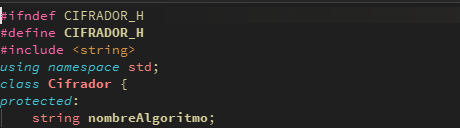 #ifndef CIFRADOR_H
#define CIFRADOR_H
#include <string>
using namespace std;
class Cifrador {
protected:
    string nombreAlgoritmo;